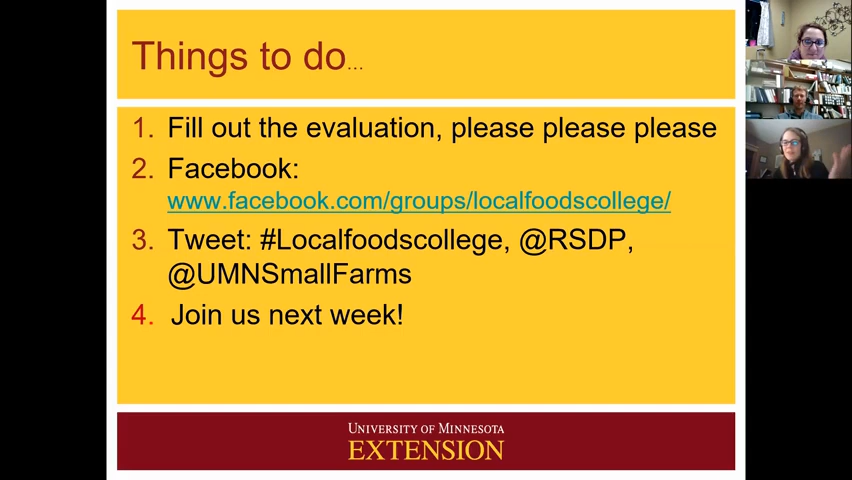 Things to do...
1. Fill out the evaluation, please please please
2. Facebook:
www.facebook.com/groups/localfoodscollege/
3. Tweet: #Localfoodscollege, @RSDP,
@UMNSmallFarms
4. Join us next week!
UNIVERSITY OF MINNESOTA
EXTENSION